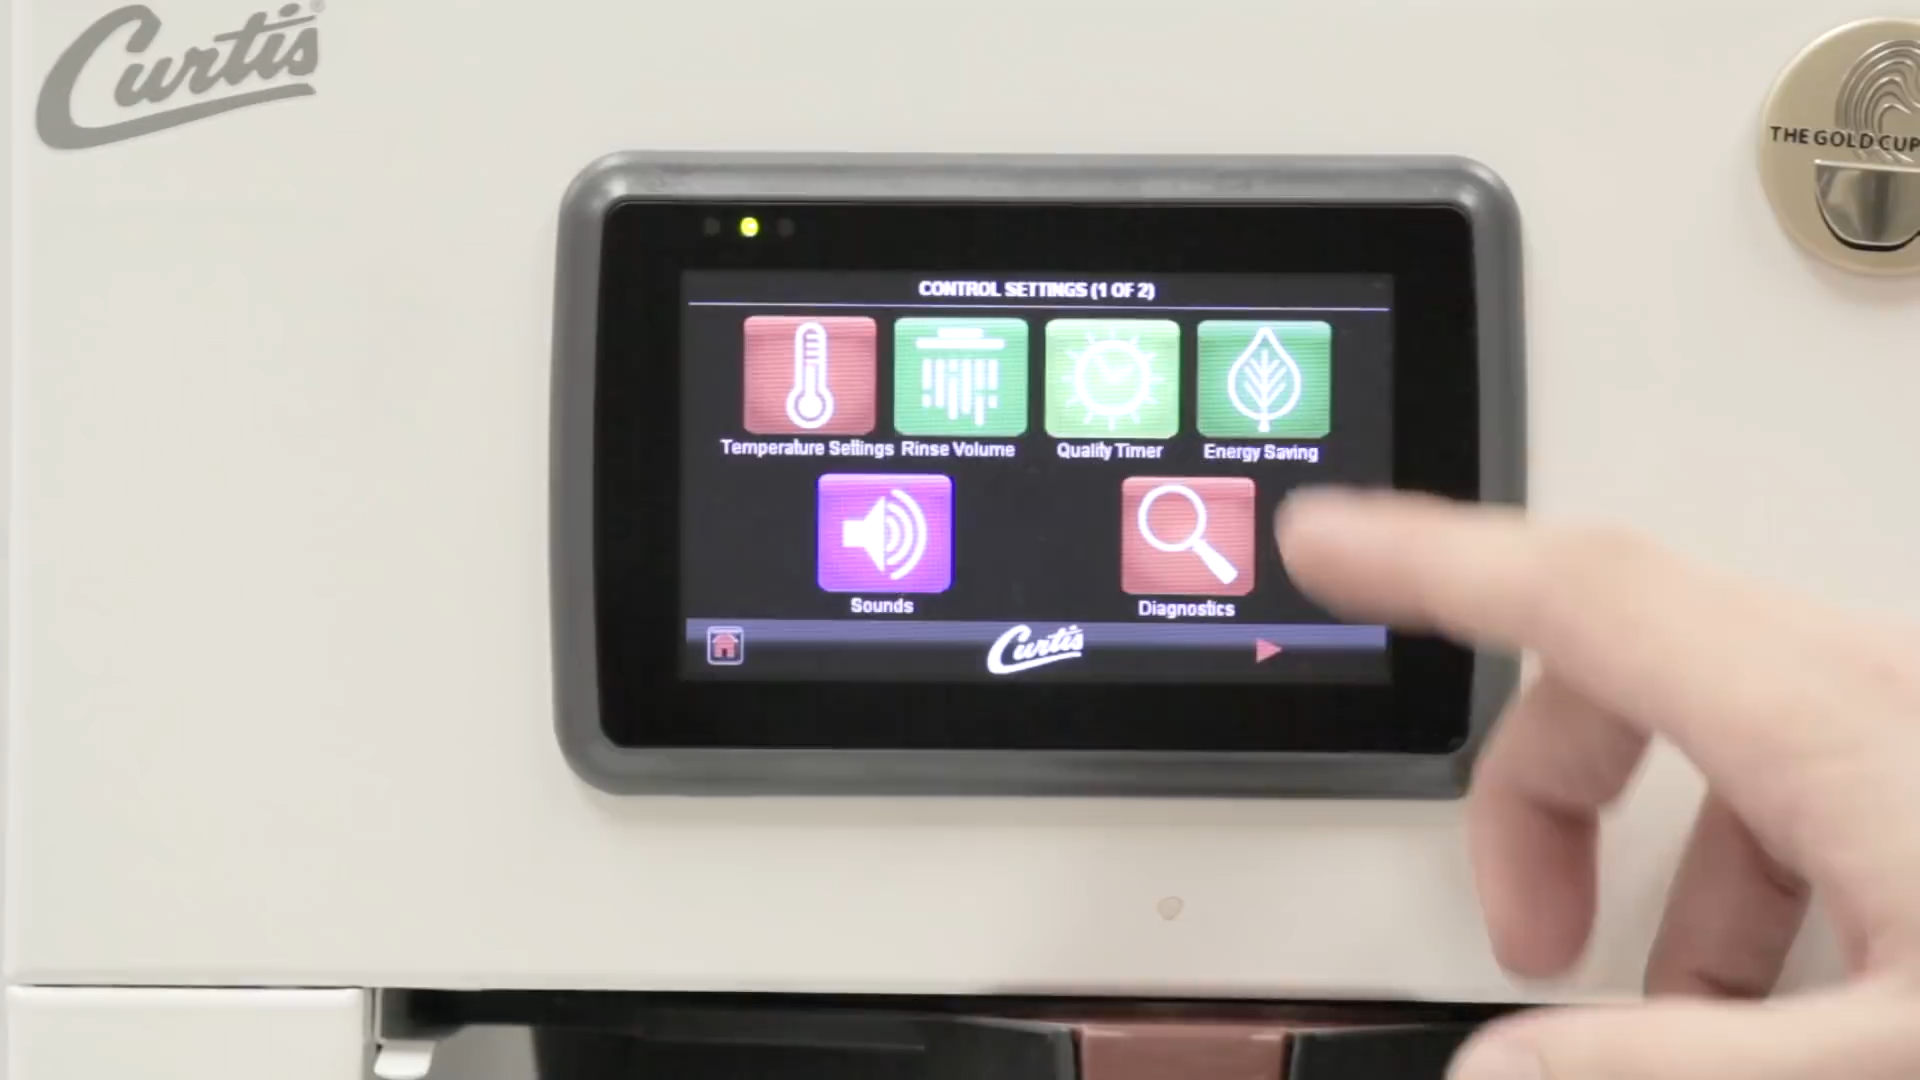 Curtis®
THE GOLD CUP
CONTROL SETTINGS (1 OF 2)
Temperature Settings Rinse Volume Quality Timer Energy Saving
Sounds Diagnostics
Curtis